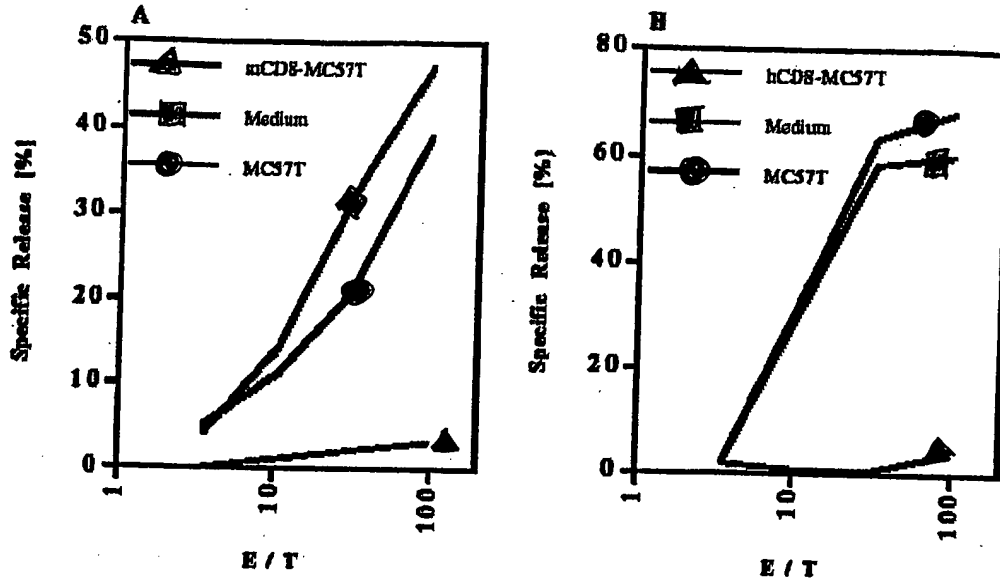 A
50
40
30
20
10
0
1
10
100
Specific Release [%]
E / T
mCD8-MC57T
Medium
MC57T
B
80
60
40
20
0
1
10
100
Specific Release [%]
E / T
hCD8-MC57T
Medium
MC57T